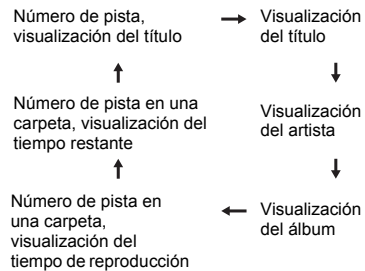 Número de pista,
visualización del título
Visualización
del título
Número de pista en una
carpeta, visualización del
tiempo restante
Visualización
del artista
Número de pista en
una carpeta,
visualización del
tiempo de reproducción
Visualización
del álbum